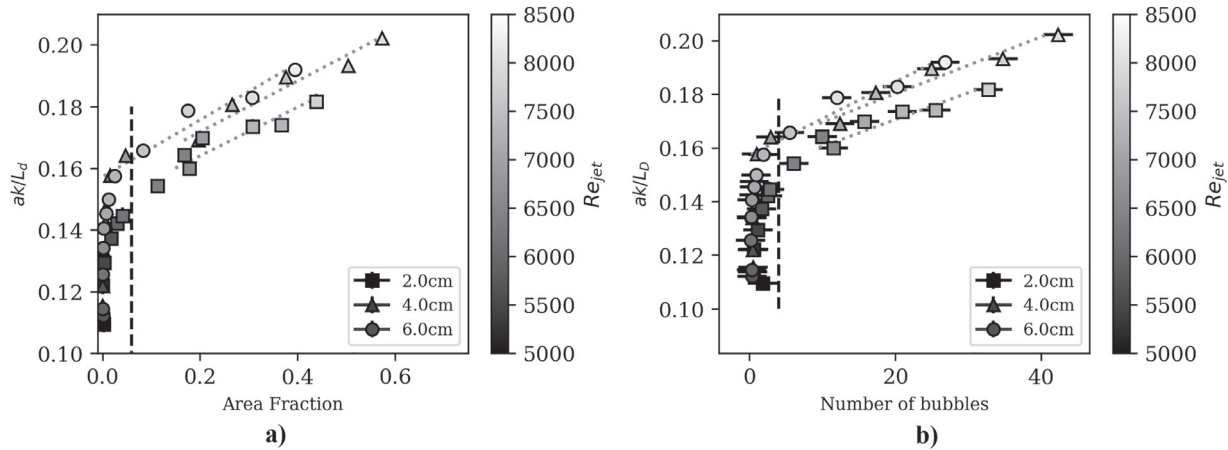 0.20
0.18
0.16
0.14
0.12
0.10
ak/L_d
0.0 0.2 0.4 0.6
Area Fraction
2.0cm
4.0cm
6.0cm
8500
8000
7500
7000
6500
6000
5500
5000
Re_jet
a)
0.20
0.18
0.16
0.14
0.12
0.10
ak/L_D
0 20 40
Number of bubbles
2.0cm
4.0cm
6.0cm
8500
8000
7500
7000
6500
6000
5500
5000
Re_jet
b)